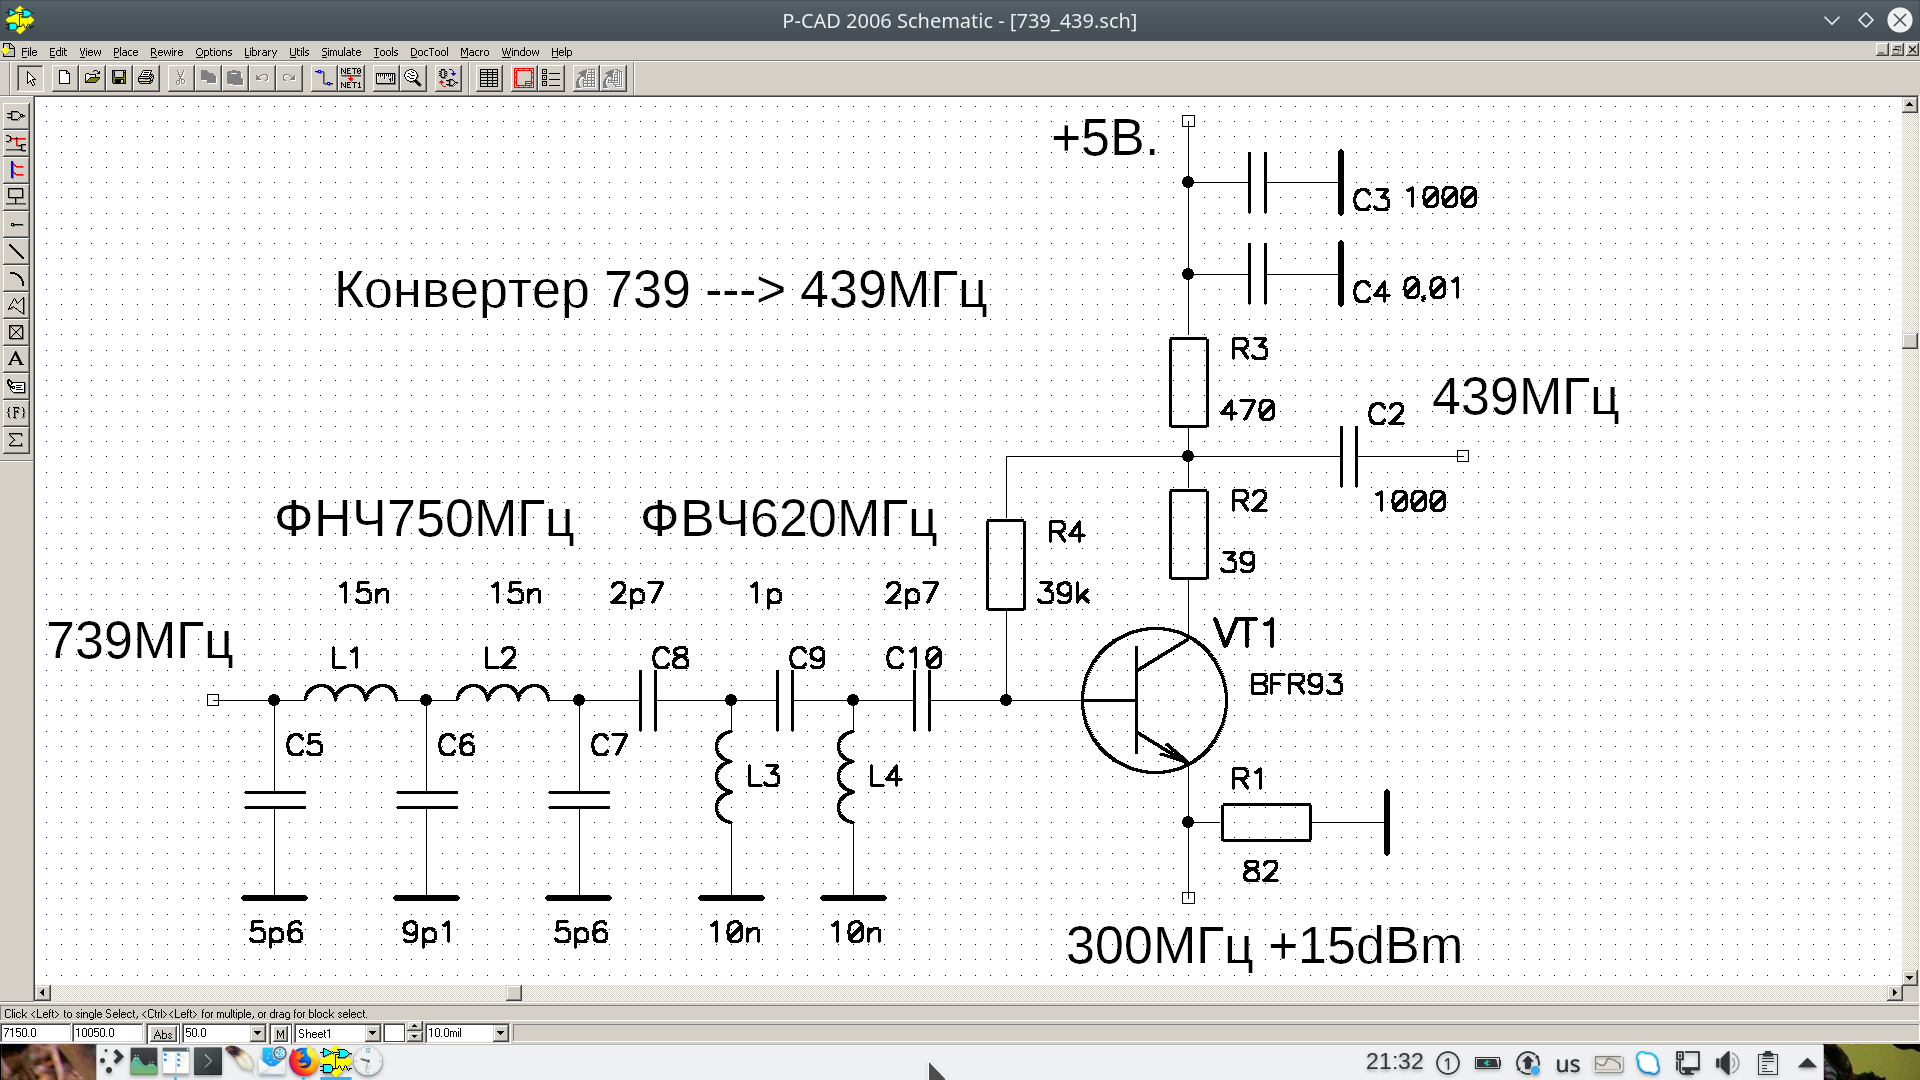 P-CAD 2006 Schematic - [739_439.sch]
File Edit View Place Rewire Options Library Utils Simulate Tools DocTool Macro Window Help
NET0
NET1
+5В.
C3 1000
C4 0,01
Конвертер 739 ---> 439МГц
R3
470
C2
439МГц
1000
R2
39
ФНЧ750МГц ФВЧ620МГц
R4
39k
15n 15n 2p7 1p 2p7
739МГц
L1 L2 C8 C9 C10
VT1
BFR93
C5 C6 C7 L3 L4
R1
82
5p6 9p1 5p6 10n 10n
300МГц +15dBm
A
{F}
Σ
Click <Left> to single Select, <Ctrl><Left> for multiple, or drag for block select.
7150.0 10050.0 Abs 50.0 M Sheet1 10.0mil
21:32 1 us